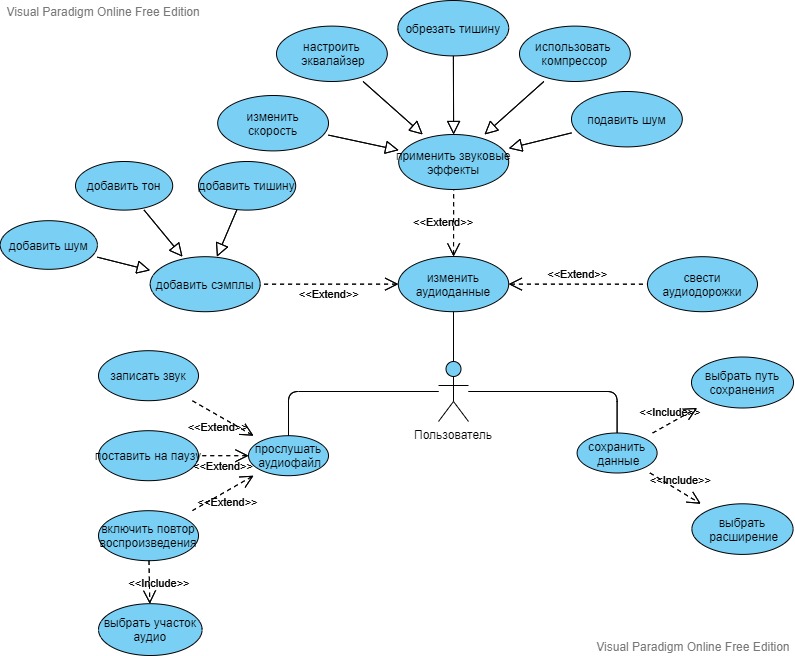 Visual Paradigm Online Free Edition
обрезать тишину
настроить
эквалайзер
использовать
компрессор
изменить
скорость
подавить шум
применить звуковые
эффекты
добавить тон
добавить тишину
<<Extend>>
добавить шум
добавить сэмплы
<<Extend>>
изменить
аудиоданные
<<Extend>>
свести
аудиодорожки
записать звук
выбрать путь
сохранения
<<Extend>>
<<Include>>
Пользователь
поставить на паузу
<<Extend>>
прослушать
аудиофайл
сохранить
данные
<<Include>>
<<Extend>>
включить повтор
воспроизведения
выбрать
расширение
<<Include>>
выбрать участок
аудио
Visual Paradigm Online Free Edition